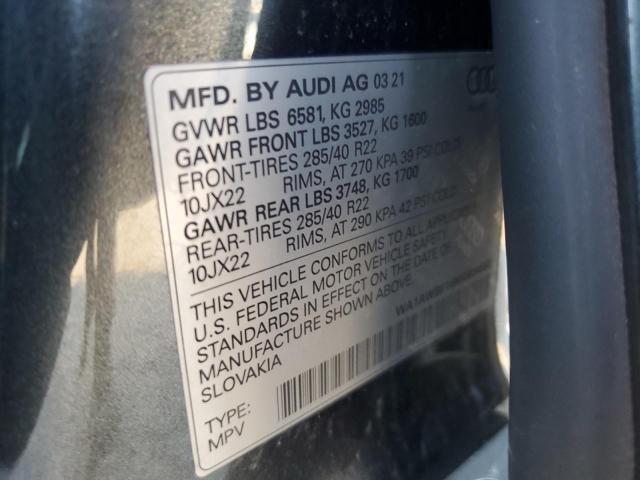 MFD. BY AUDI AG 03 21
GVWR LBS 6581, KG 2985
GAWR FRONT LBS 3527, KG 1600
FRONT-TIRES 285/40 R22
10JX22 RIMS, AT 270 KPA 39 PSI COLD
GAWR REAR LBS 3748, KG 1700
REAR-TIRES 285/40 R22
10JX22 RIMS, AT 290 KPA 42 PSI COLD
THIS VEHICLE CONFORMS TO ALL
U. S. FEDERAL MOTOR VEHICLE SAFETY
STANDARDS IN EFFECT ON THE DATE OF
MANUFACTURE SHOWN ABOVE.
SLOVAKIA
TYPE:
MPV